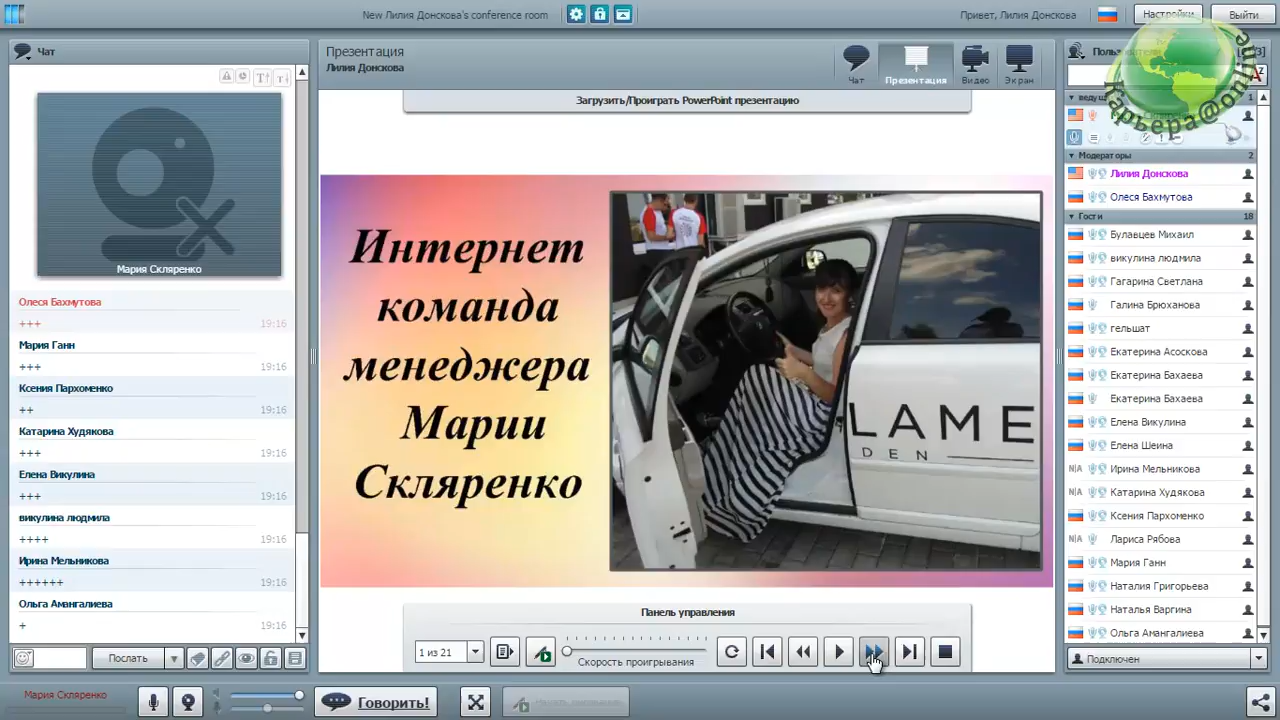 New Лилия Донскова's conference room
Привет, Лилия Донскова
Настройки
Выйти
Чат
Мария Скляренко
Олеся Бахмутова
+++
19:16
Мария Ганн
+++
19:16
Ксения Пархоменко
++
19:16
Катарина Худякова
+++
19:16
Елена Викулина
+++
19:16
викулина людмила
++++
19:16
Ирина Мельникова
++++++
19:16
Ольга Амангалиева
+
19:16
Послать
Презентация
Лилия Донскова
Чат
Презентация
Видео
Экран
Загрузить/Проиграть PowerPoint презентацию
Интернет
команда
менеджера
Марии
Скляренко
LAME
DEN
Панель управления
1 из 21
Скорость проигрывания
карьера@online
Модераторы
2
Лилия Донскова
Олеся Бахмутова
Гости
18
Булавцев Михаил
викулина людмила
Гагарина Светлана
Галина Брюханова
гельшат
Екатерина Асоскова
Екатерина Бахаева
Екатерина Бахаева
Елена Викулина
Елена Шеина
N|A Ирина Мельникова
N|A Катарина Худякова
Ксения Пархоменко
N|A Лариса Рябова
Мария Ганн
Наталия Григорьева
Наталья Варгина
Ольга Амангалиева
Подключен
Мария Скляренко
Говорить!